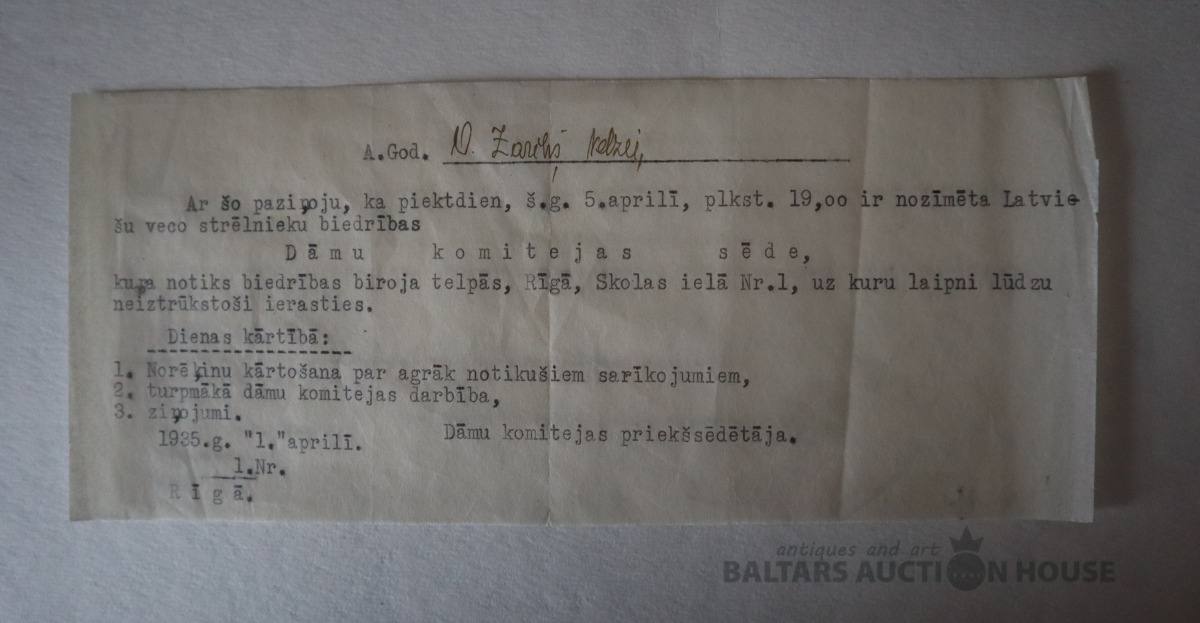 A.God. N. Zariņš kdzei,
Ar šo paziņoju, ka piektdien, š.g. 5.aprilī, plkst. 19,oo ir nozīmēta Latvie-
šu veco strēlnieku biedrības
Dāmu komitejas sēde,
kuŗa notiks biedrības biroja telpās, Rīgā, Skolas ielā Nr.1, uz kuru laipni lūdzu
neiztrūkstoši ierasties.
Dienas kārtībā:
1. Norēķinu kārtošana par agrāk notikušiem sarīkojumiem,
2. turpmākā dāmu komitejas darbība,
3. ziņojumi.
Dāmu komitejas priekšsēdētāja.
1935.g. "1."aprilī.
1.Nr.
Rīgā.
antiques and art
BALTARS AUCTION HOUSE